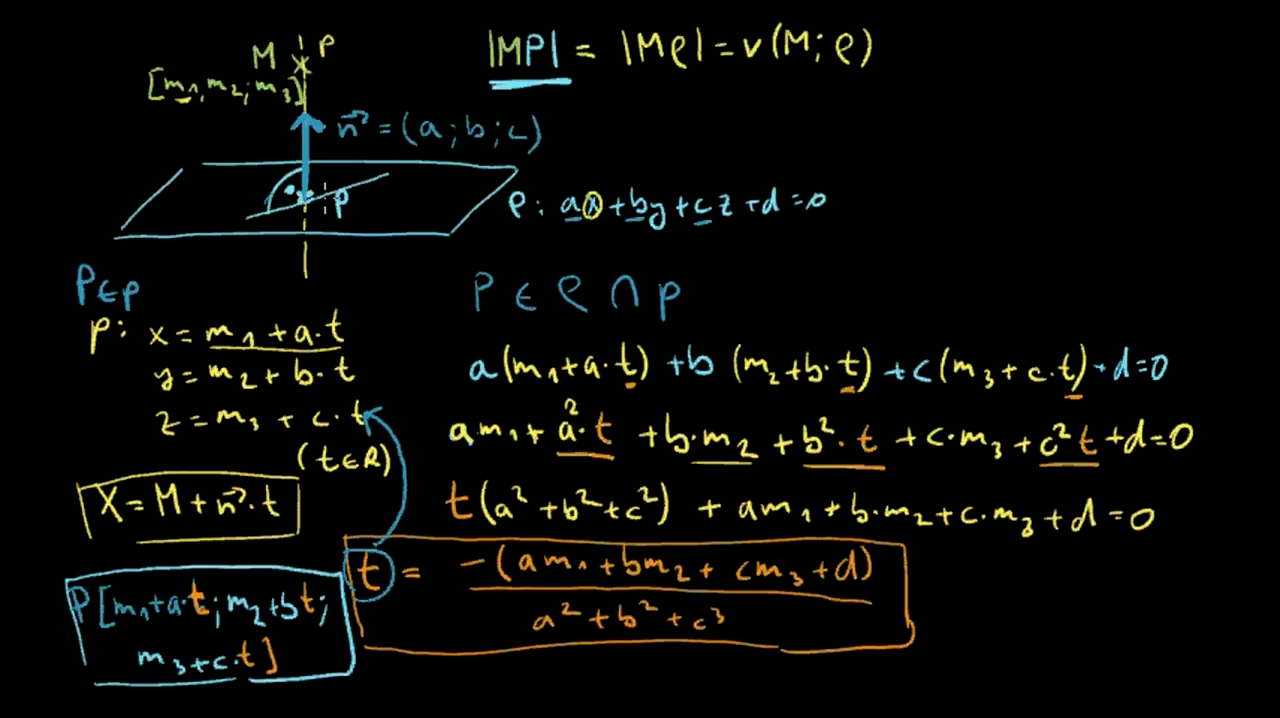 M p
[m₁, m₂; m₃]
|MP| = |Mρ| = v(M; ρ)
n⃗ = (a; b; c)
P
ρ: ax + by + cz + d = 0
P ∈ p
p: x = m₁ + a·t
y = m₂ + b·t
z = m₃ + c·t
(t∈R)
X = M + n⃗·t
P[m₁+a·t; m₂+bt;
m₃+c·t]
P ∈ ρ ∩ p
a(m₁+a·t) + b(m₂+b·t) + c(m₃+c·t) + d = 0
am₁ + a²·t + b·m₂ + b²·t + c·m₃ + c²t + d = 0
t(a² + b² + c²) + am₁ + b·m₂ + c·m₃ + d = 0
t = -(am₁ + bm₂ + cm₃ + d)
a² + b² + c³